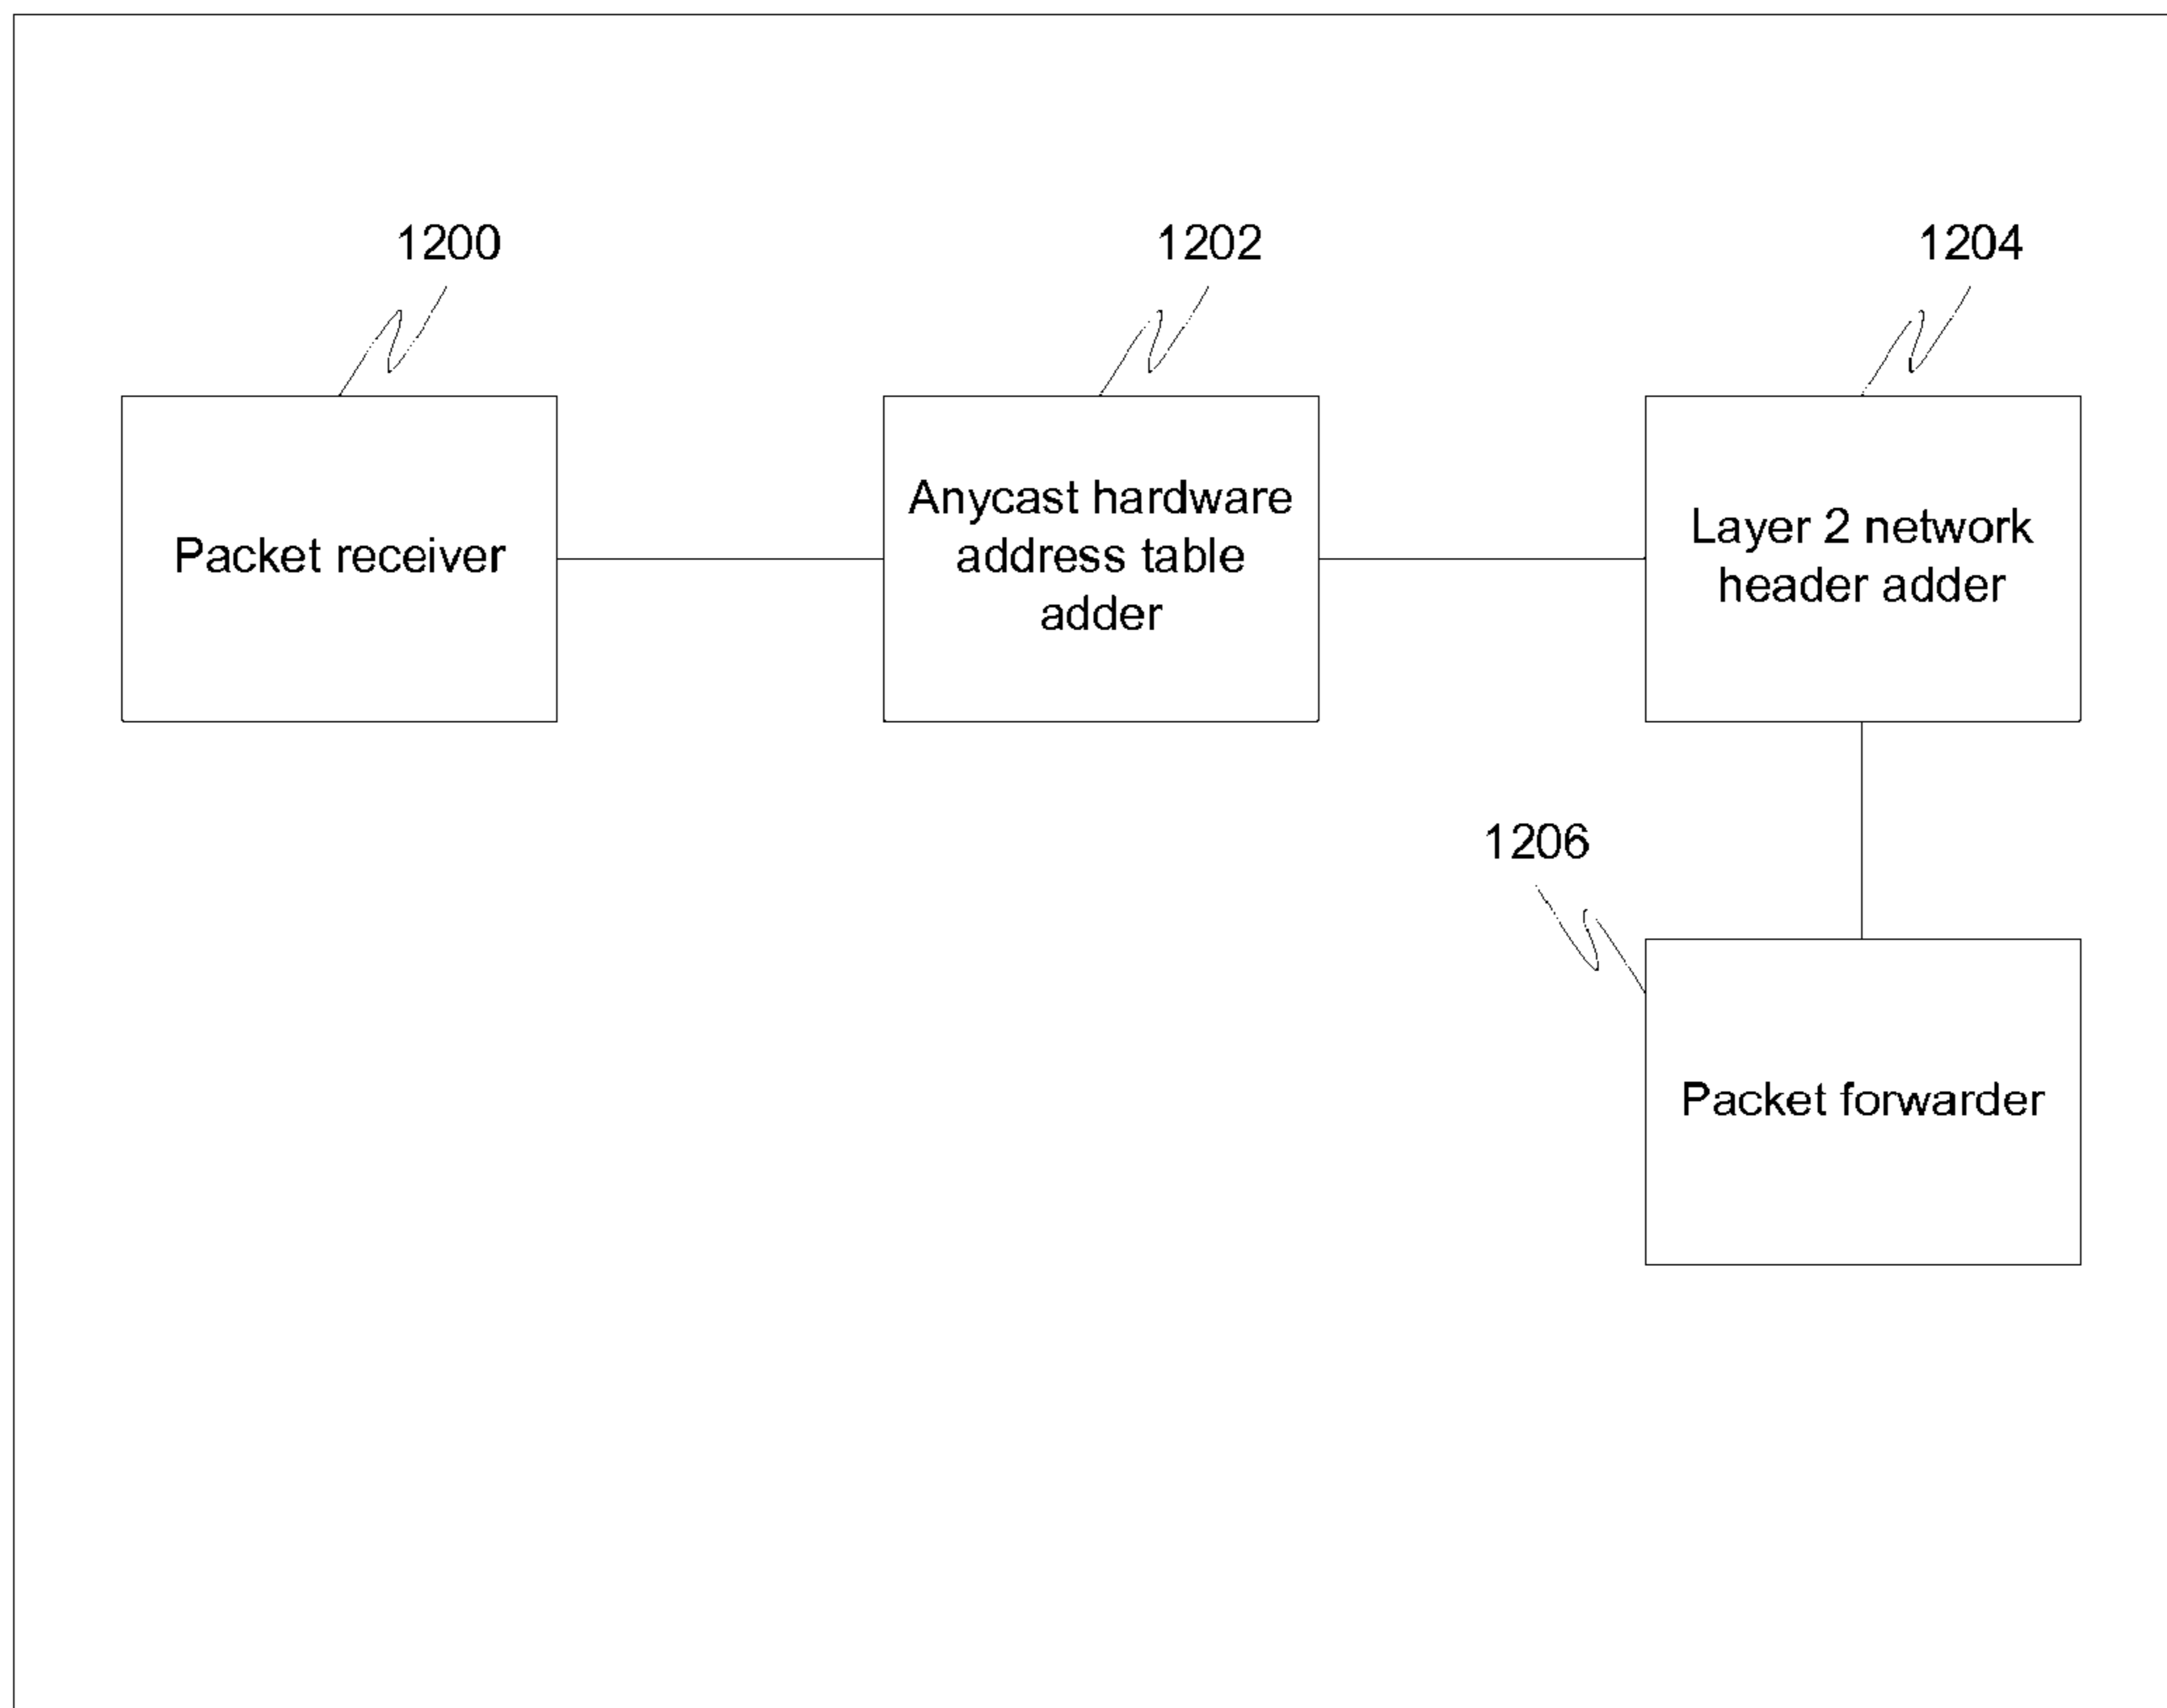 1200
1202
1204
Packet receiver
Anycast hardware
address table
adder
Layer 2 network
header adder
1206
Packet forwarder